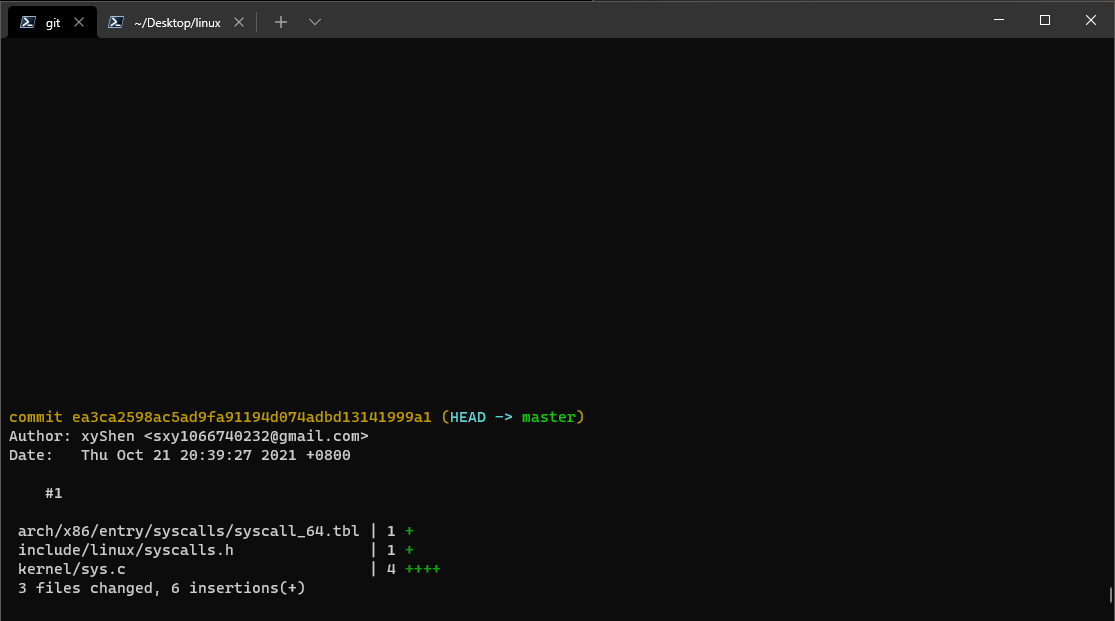 git
~/Desktop/linux
commit ea3ca2598ac5ad9fa91194d074adbd13141999a1 (HEAD -> master)
Author: xyShen <sxy1066740232@gmail.com>
Date:   Thu Oct 21 20:39:27 2021 +0800
#1
arch/x86/entry/syscalls/syscall_64.tbl | 1 +
include/linux/syscalls.h               | 1 +
kernel/sys.c                           | 4 ++++
3 files changed, 6 insertions(+)